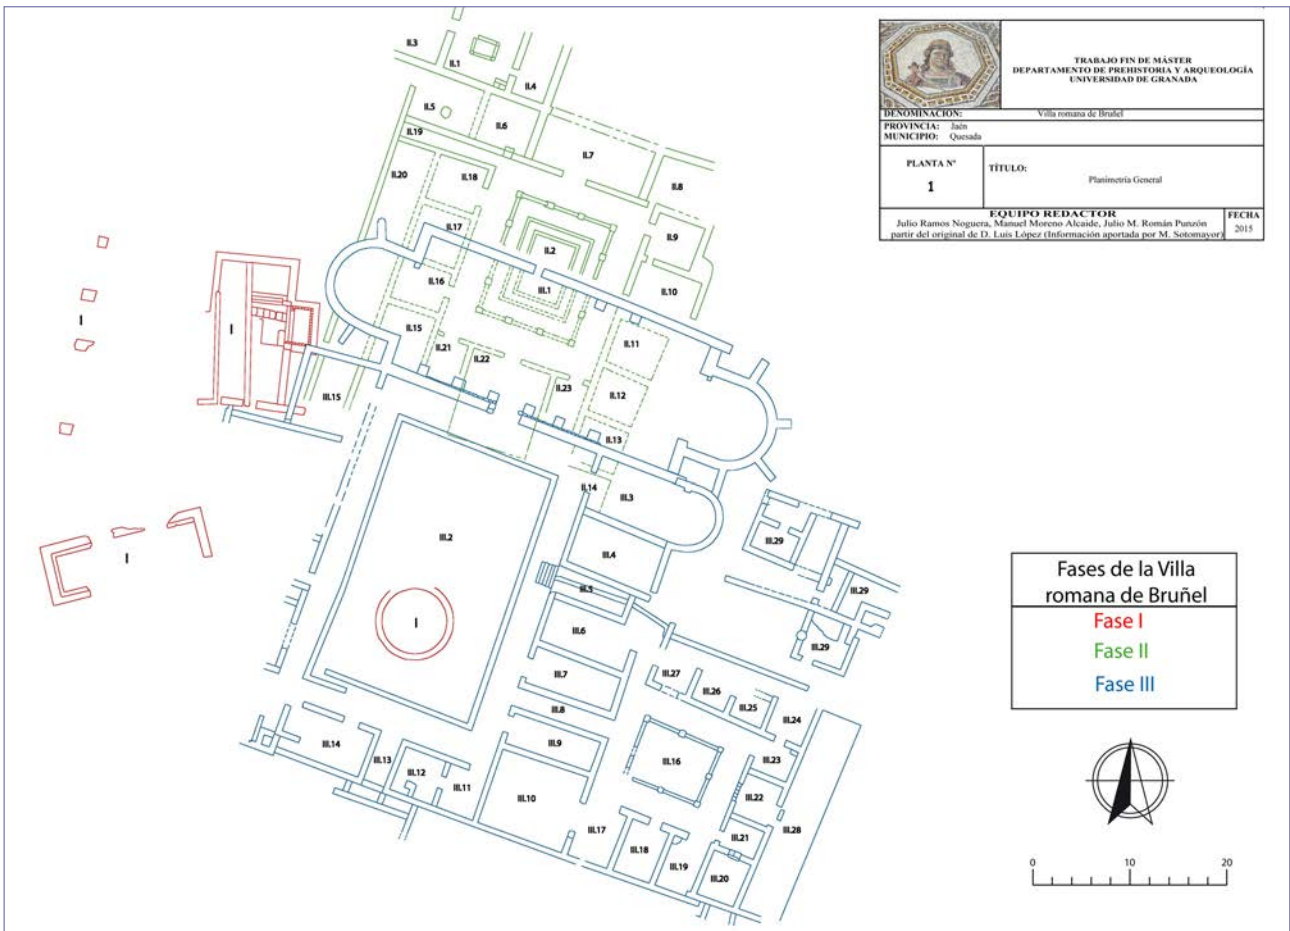 TRABAJO FIN DE MÁSTER
DEPARTAMENTO DE PREHISTORIA Y ARQUEOLOGÍA
UNIVERSIDAD DE GRANADA
DENOMINACIÓN: Villa romana de Bruñel
PROVINCIA: Jaén
MUNICIPIO: Quesada
PLANTA Nº
1
TÍTULO:
Planimetría General
EQUIPO REDACTOR
Julio Ramos Noguera, Manuel Moreno Alcaide, Julio M. Román Punzón
partir del original de D. Luis López (Información aportada por M. Sotomayor)
FECHA
2015
II.3
II.1
II.4
II.5
II.6
II.19
II.7
II.20
II.18
II.8
II.17
II.2
II.9
II.16
III.1
II.10
I
I
II.15
II.21
II.11
II.22
II.23
II.12
III.15
II.13
II.14
III.3
III.2
III.4
III.29
I
III.5
III.29
I
III.6
III.29
III.7
III.27
III.26
III.25
III.8
III.24
III.14
III.9
III.16
III.23
III.13
III.12
III.11
III.10
III.22
III.17
III.28
III.21
III.18
III.19
III.20
Fases de la Villa
romana de Bruñel
Fase I
Fase II
Fase III
0 10 20